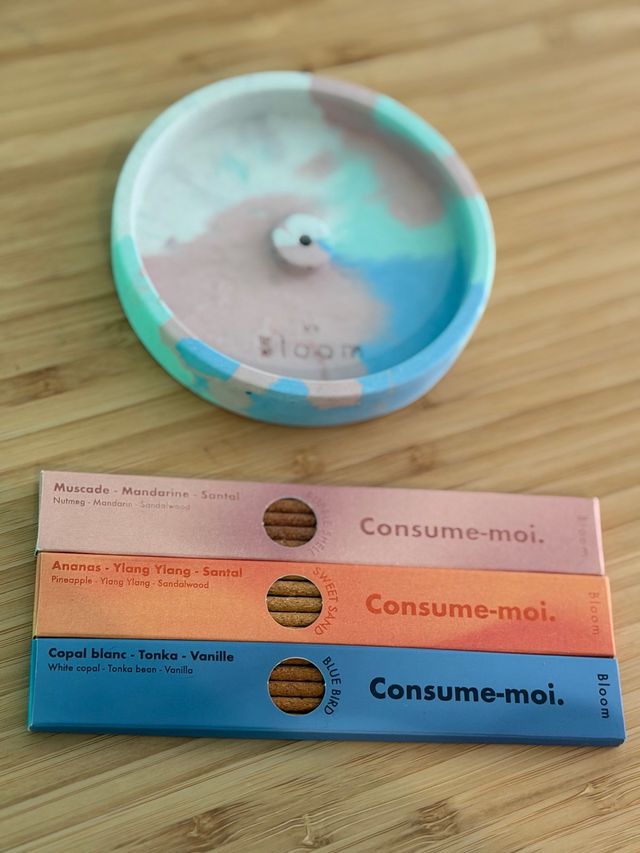 Bloom
Muscade - Mandarine - Santal
Nutmeg - Mandarin - Sandalwood
Consume-moi.
bloom
Ananas - Ylang Ylang - Santal
Pineapple - Ylang Ylang - Sandalwood
SWEET SAND
Consume-moi.
Bloom
Copal blanc - Tonka - Vanille
White copal - Tonka bean - Vanilla
BLUE BIRD
Consume-moi.
Bloom